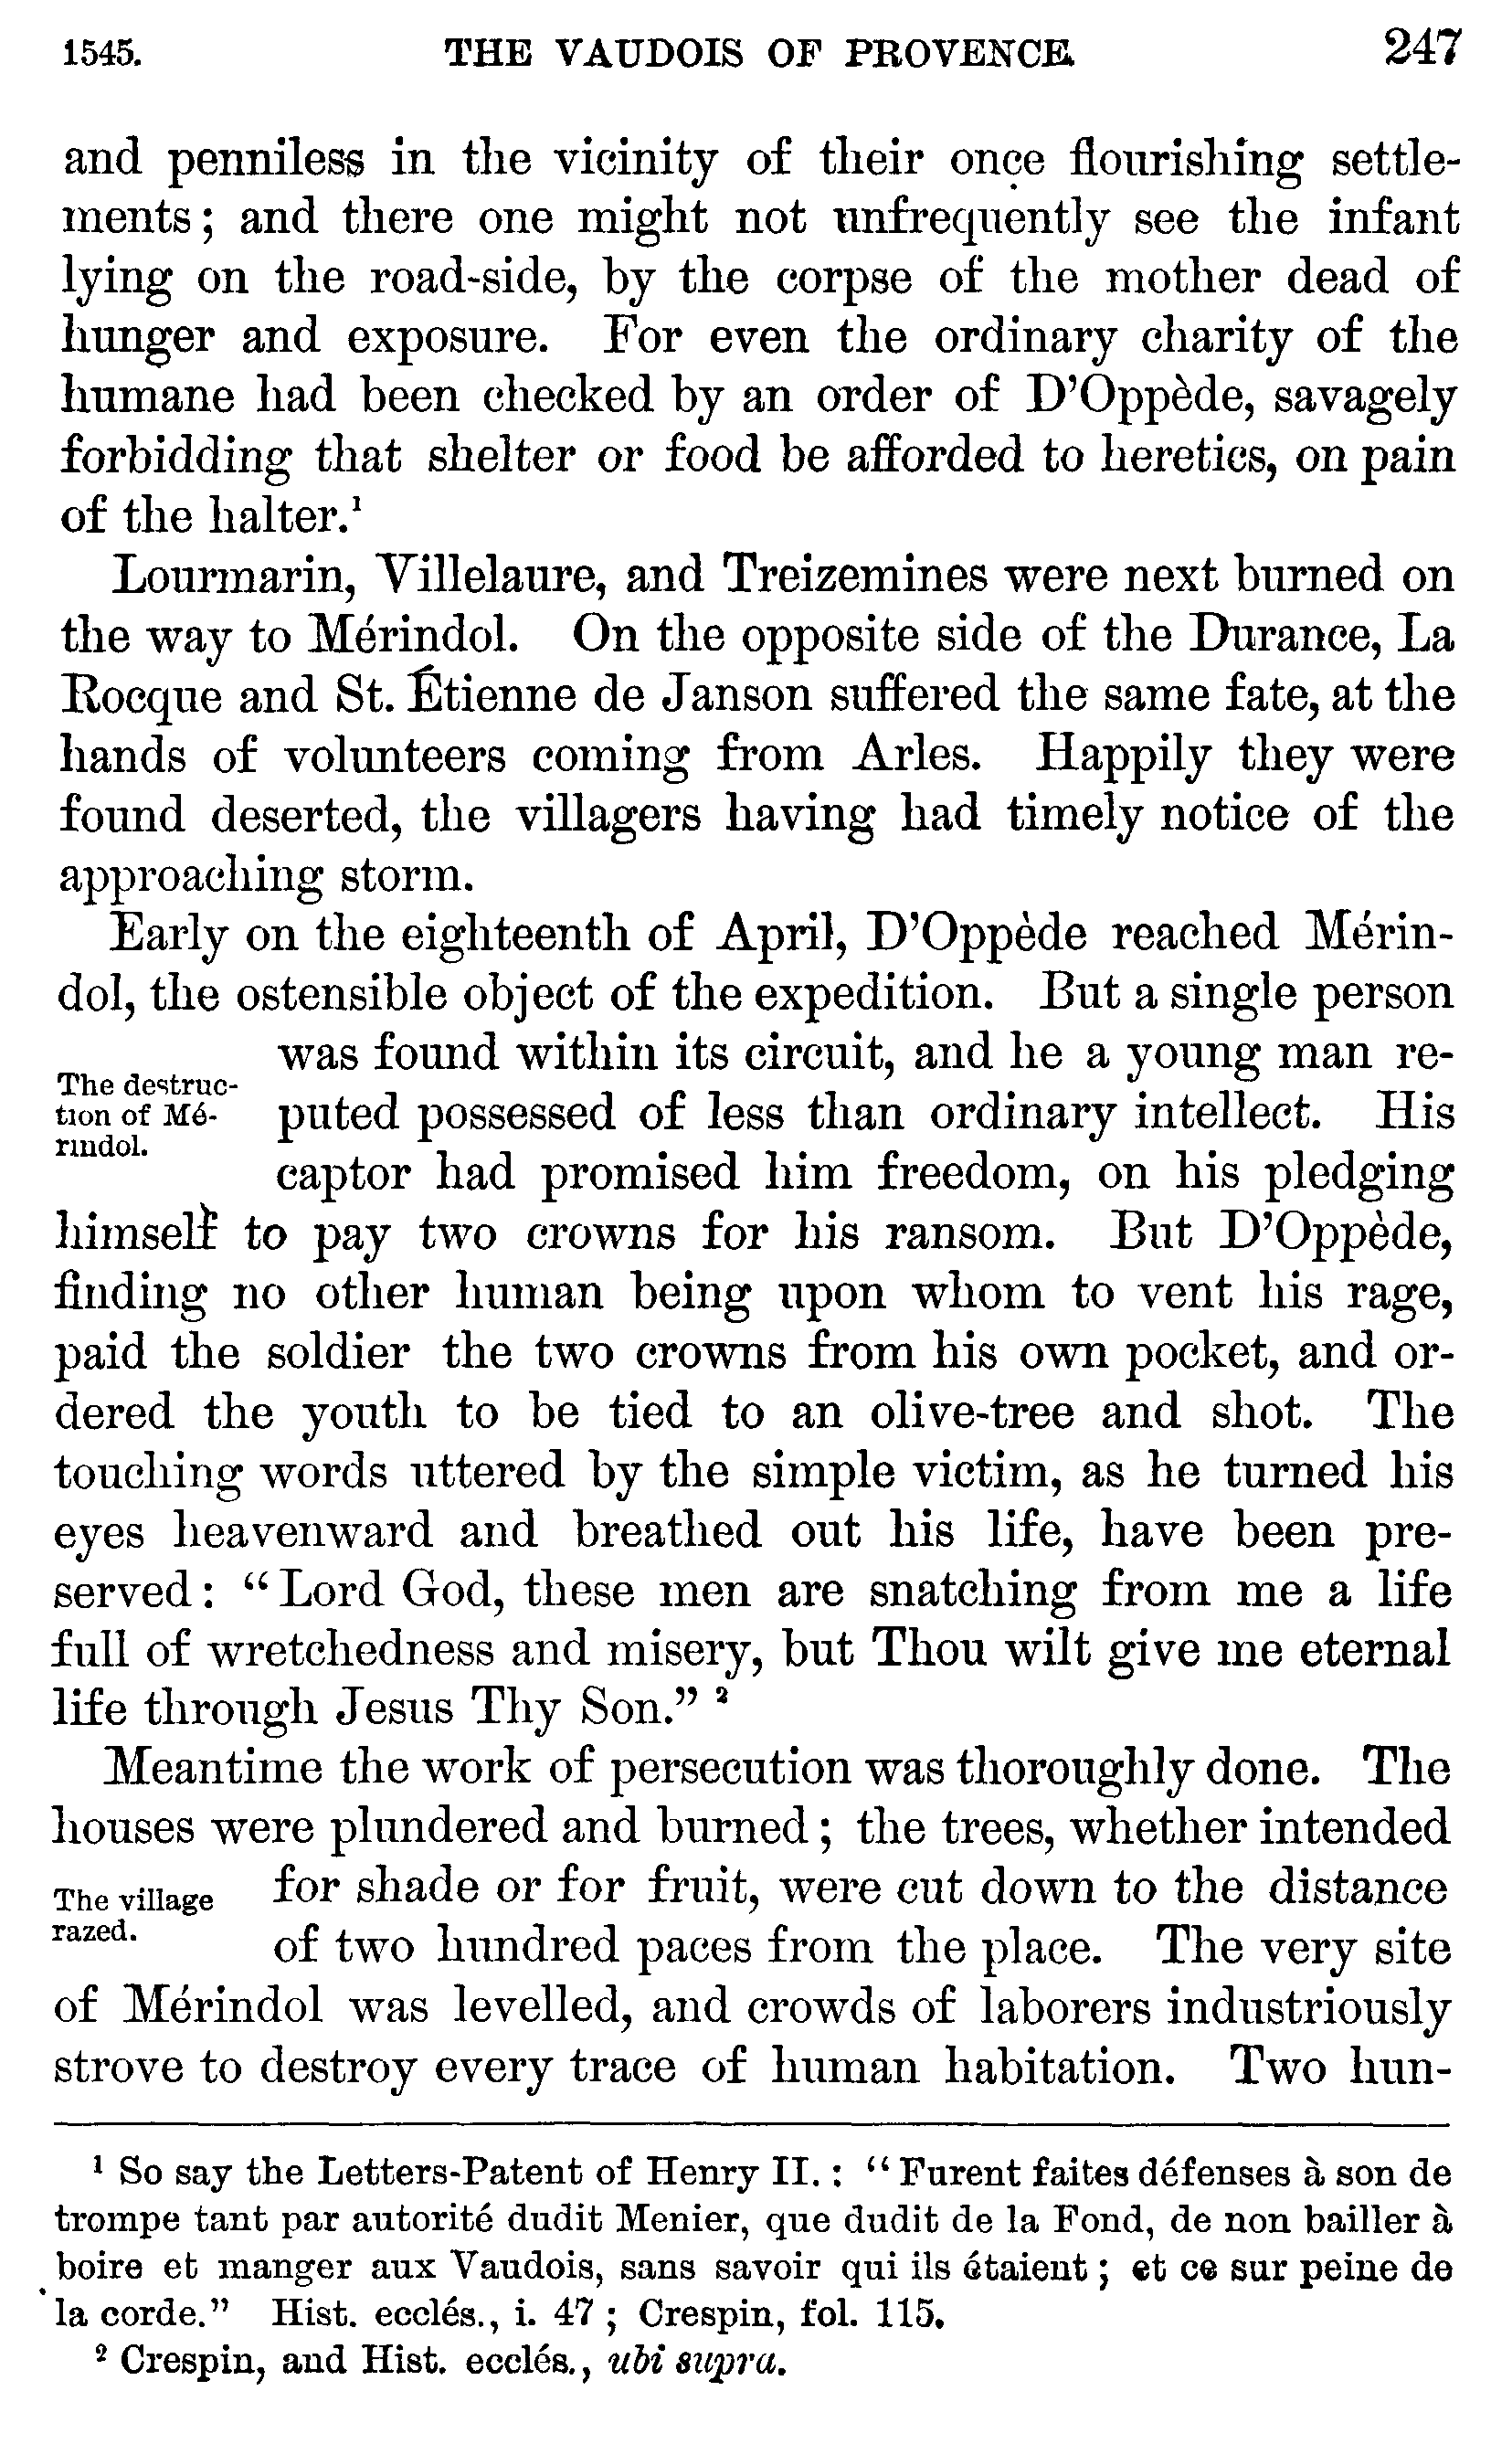 1545. THE VAUDOIS OF PROVENCE. 247
and penniless in the vicinity of their once flourishing settle-
ments; and there one might not unfrequently see the infant
lying on the road-side, by the corpse of the mother dead of
hunger and exposure. For even the ordinary charity of the
humane had been checked by an order of D'Oppède, savagely
forbidding that shelter or food be afforded to heretics, on pain
of the halter.¹
Lourmarin, Villelaure, and Treizemines were next burned on
the way to Mérindol. On the opposite side of the Durance, La
Rocque and St. Étienne de Janson suffered the same fate, at the
hands of volunteers coming from Arles. Happily they were
found deserted, the villagers having had timely notice of the
approaching storm.
Early on the eighteenth of April, D'Oppède reached Mérin-
dol, the ostensible object of the expedition. But a single person
The destruc-
tion of Mé-
rindol.
was found within its circuit, and he a young man re-
puted possessed of less than ordinary intellect. His
captor had promised him freedom, on his pledging
himself to pay two crowns for his ransom. But D'Oppède,
finding no other human being upon whom to vent his rage,
paid the soldier the two crowns from his own pocket, and or-
dered the youth to be tied to an olive-tree and shot. The
touching words uttered by the simple victim, as he turned his
eyes heavenward and breathed out his life, have been pre-
served: "Lord God, these men are snatching from me a life
full of wretchedness and misery, but Thou wilt give me eternal
life through Jesus Thy Son." ²
Meantime the work of persecution was thoroughly done. The
houses were plundered and burned; the trees, whether intended
The village
razed.
for shade or for fruit, were cut down to the distance
of two hundred paces from the place. The very site
of Mérindol was levelled, and crowds of laborers industriously
strove to destroy every trace of human habitation. Two hun-
¹ So say the Letters-Patent of Henry II.: "Furent faites défenses à son de
trompe tant par autorité dudit Menier, que dudit de la Fond, de non bailler à
boire et manger aux Vaudois, sans savoir qui ils étaient; et ce sur peine de
la corde." Hist. ecclés., i. 47; Crespin, fol. 115.
² Crespin, and Hist. ecclés., ubi supra.